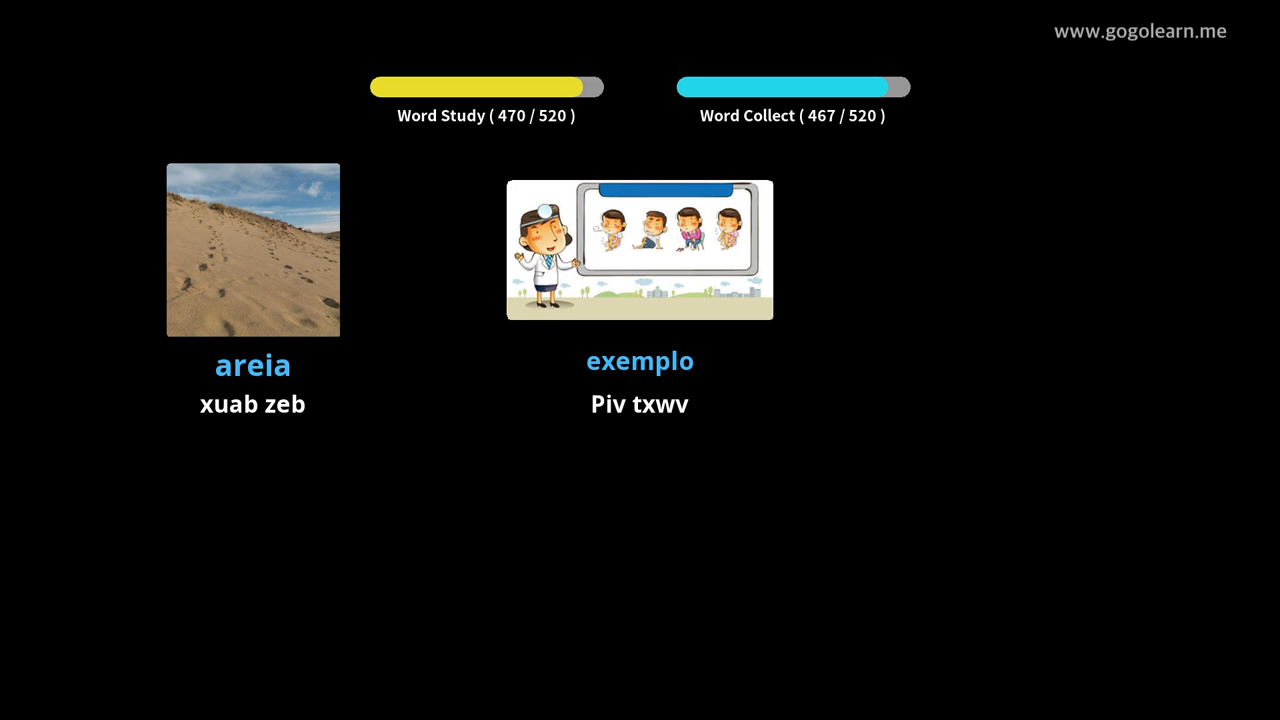 www.gogolearn.me
Word Study ( 470 / 520 )
Word Collect ( 467 / 520 )
areia
xuab zeb
exemplo
Piv txwv